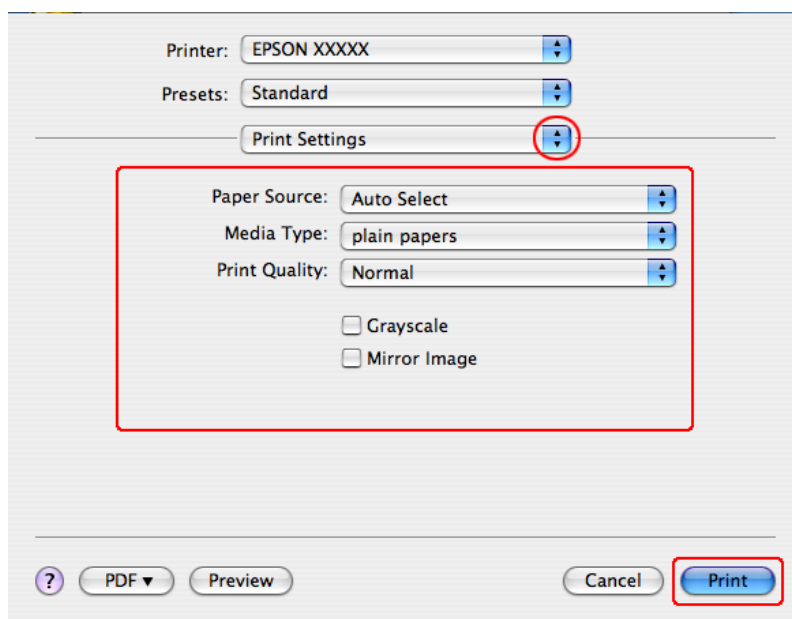 Printer: EPSON XXXXX
Presets: Standard
Print Settings
Paper Source: Auto Select
Media Type: plain papers
Print Quality: Normal
Grayscale
Mirror Image
? PDF ▼ Preview Cancel Print